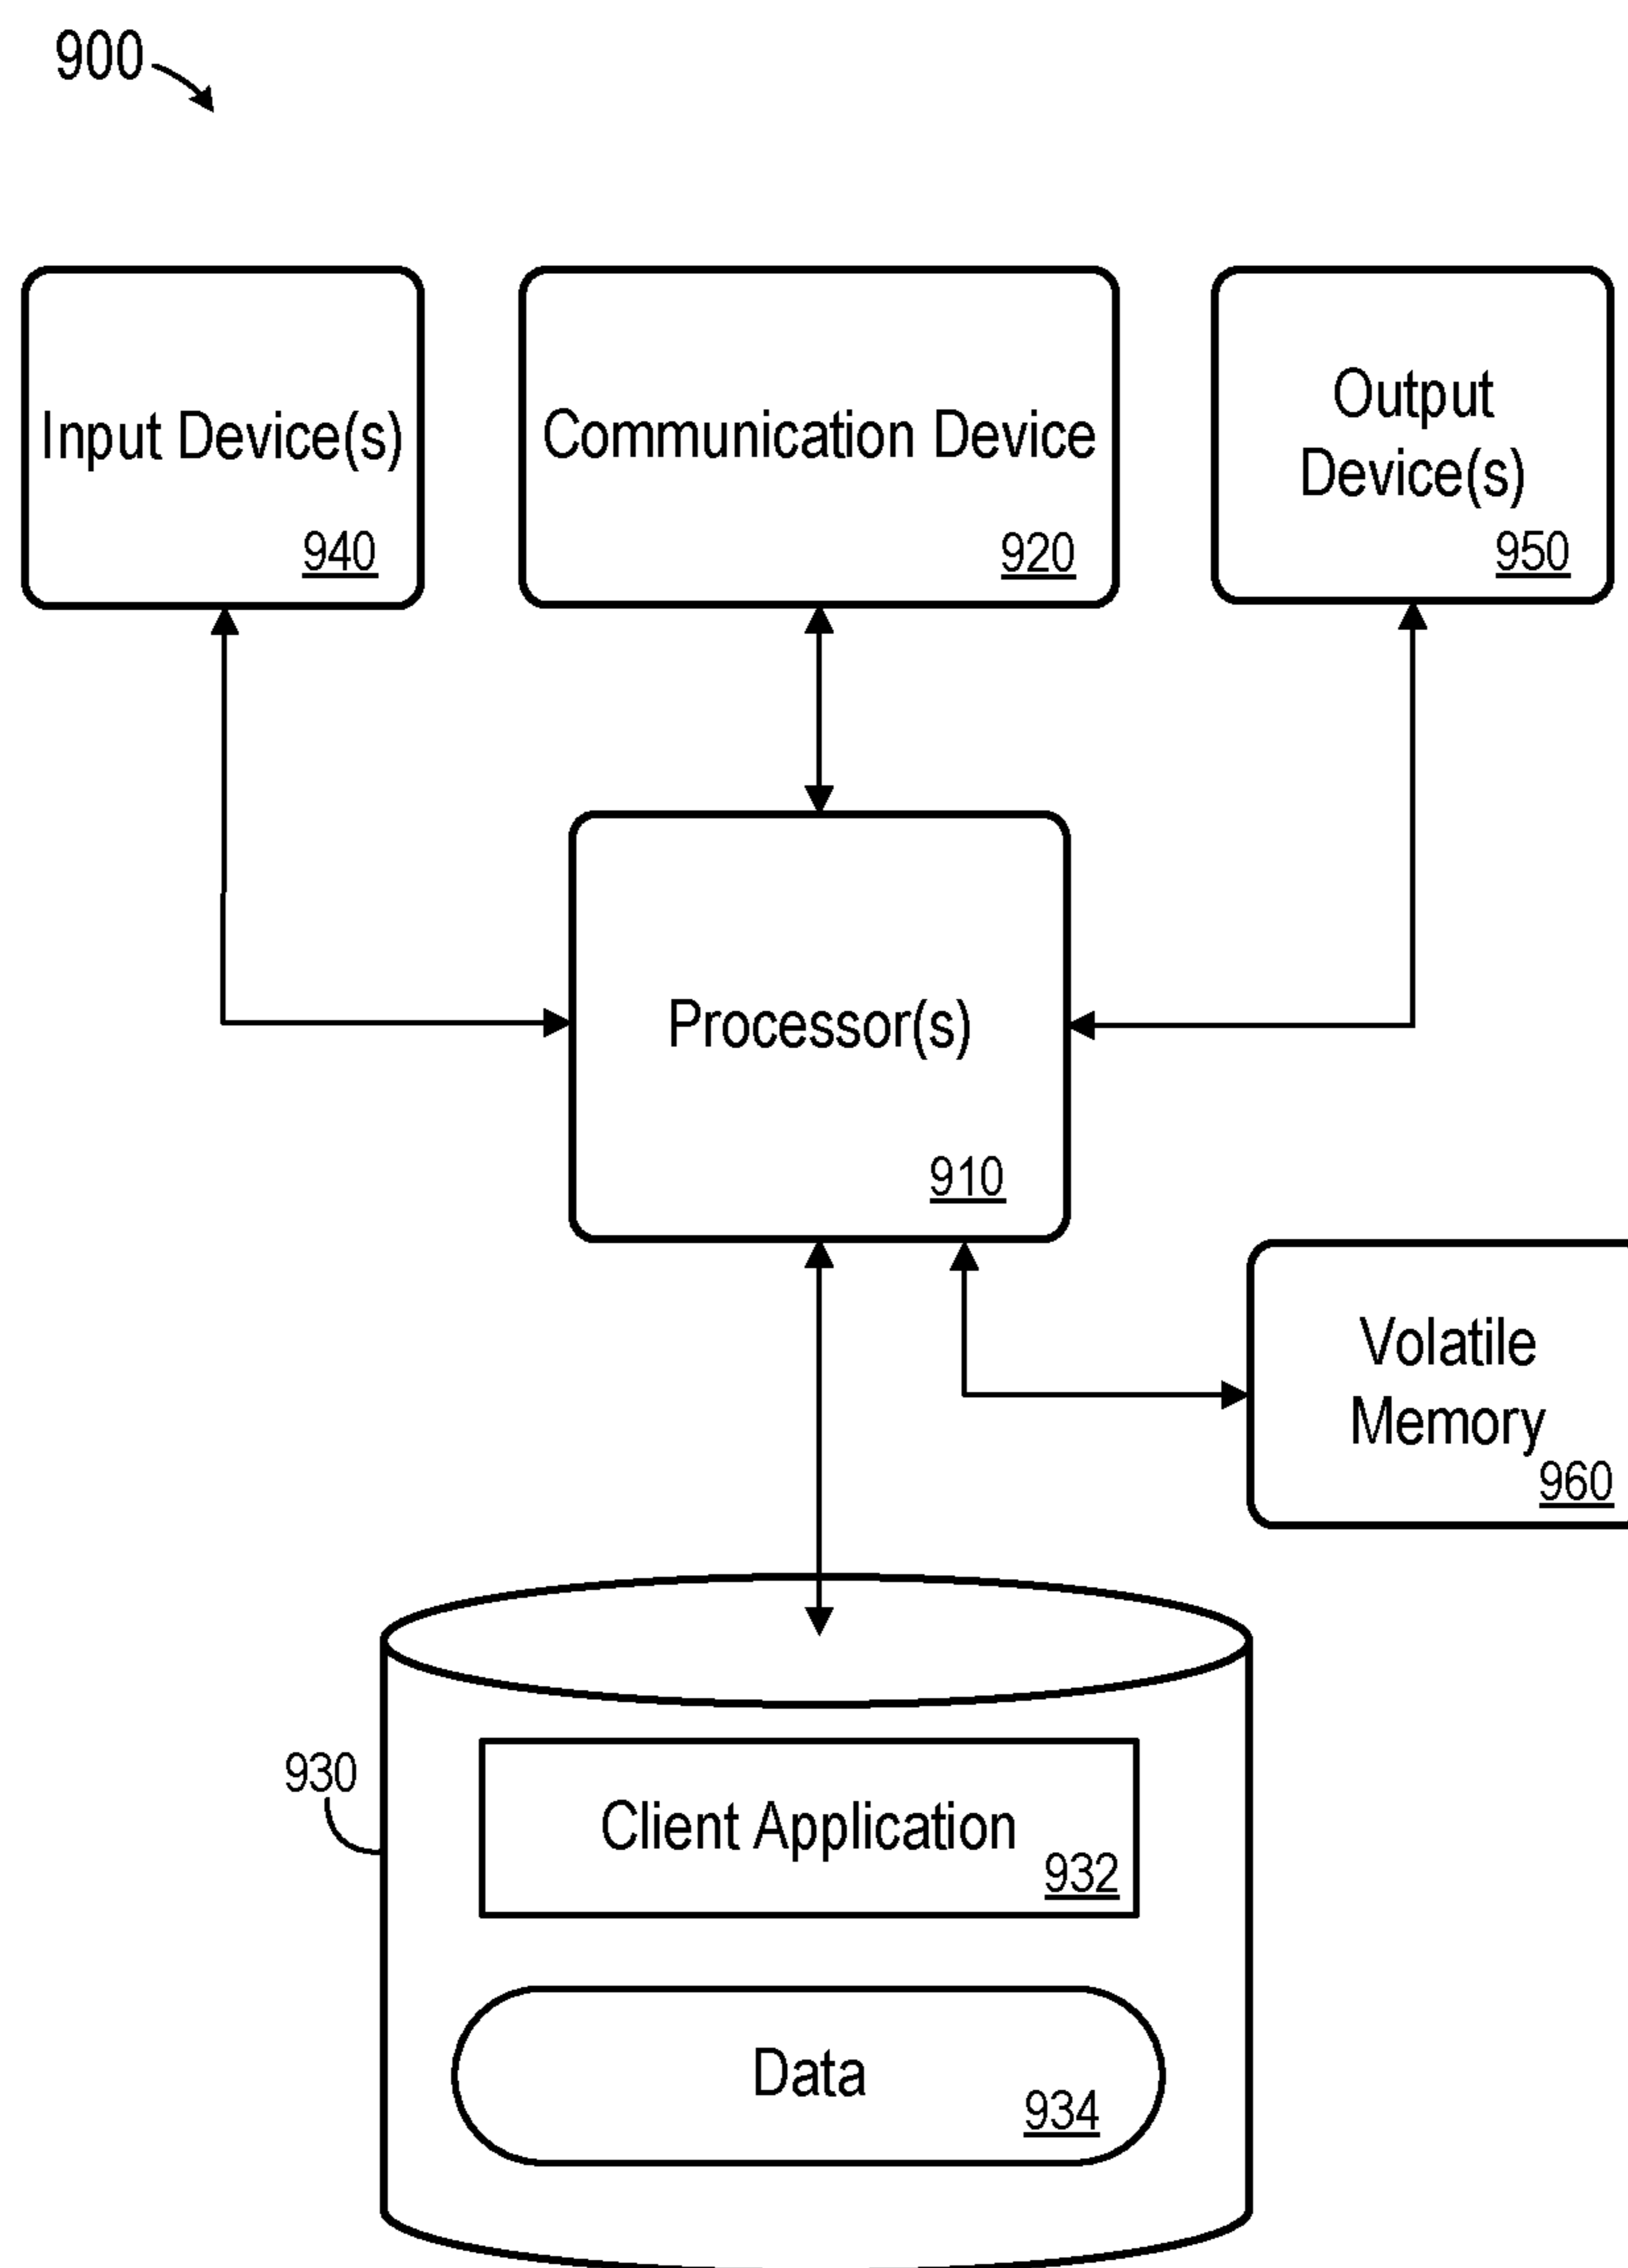 900
Input Device(s)
940
Communication Device
920
Output
Device(s)
950
Processor(s)
910
Volatile
Memory
960
930
Client Application
932
Data
934